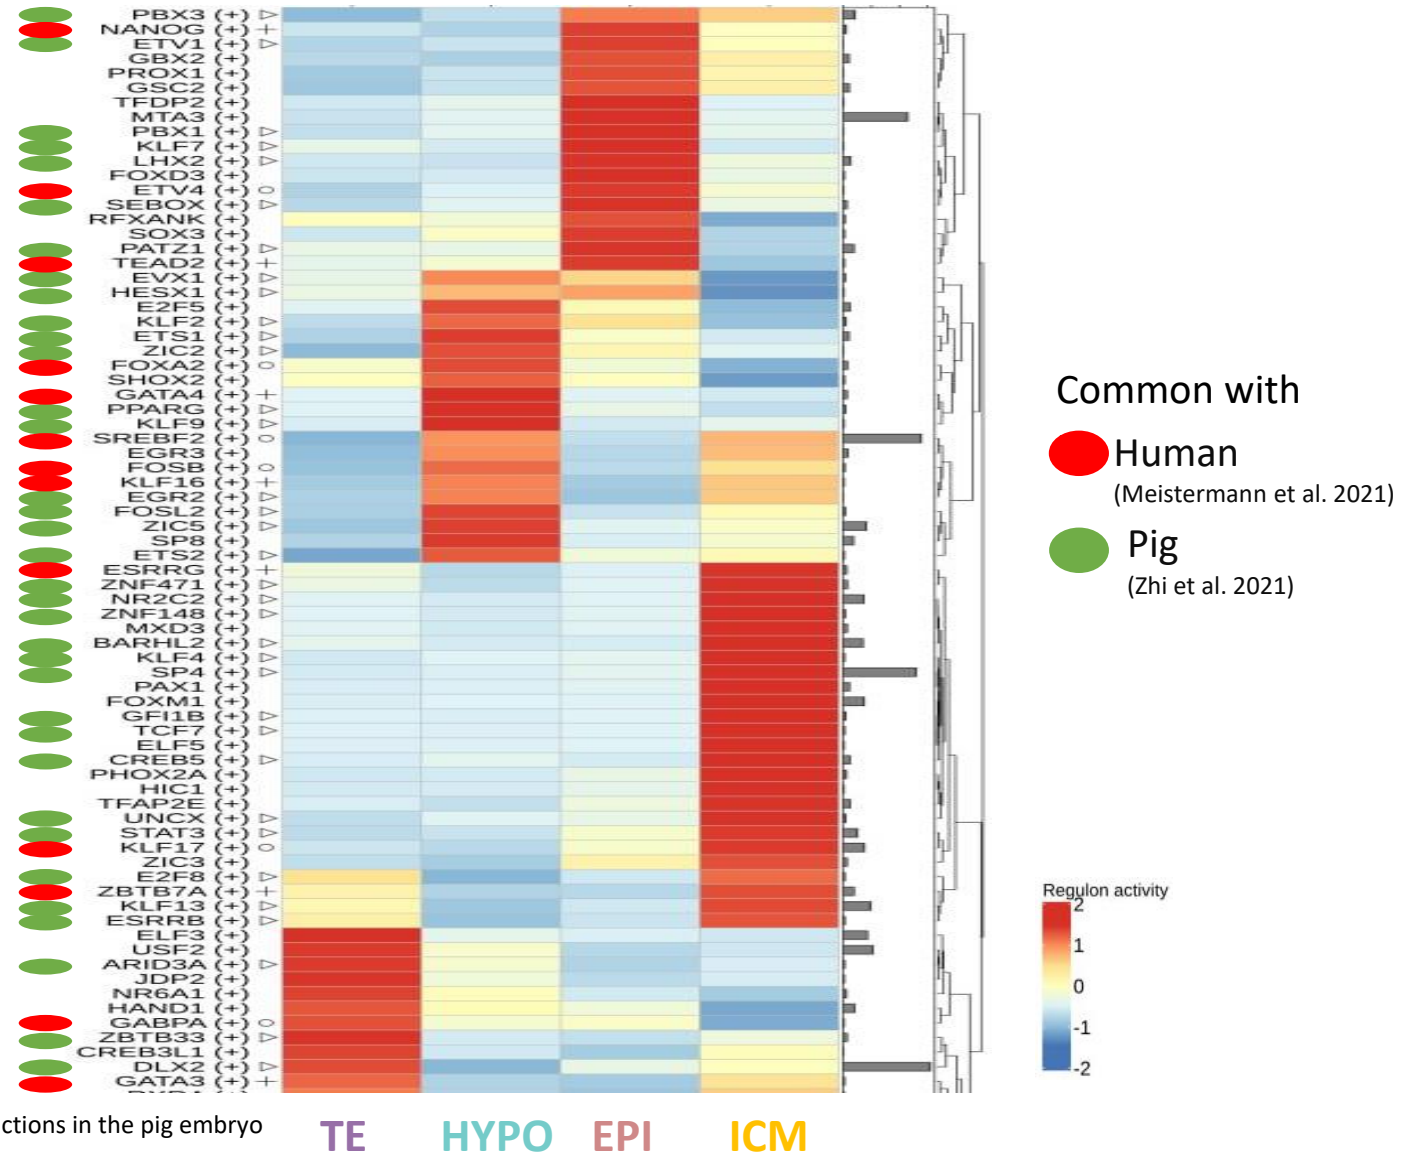 PBX3 (+) ▷
NANOG (+) +
ETV1 (+) ▷
GBX2 (+)
PROX1 (+)
GSC2 (+)
TFDP2 (+)
MTA3 (+)
PBX1 (+) ▷
KLF7 (+) ▷
LHX2 (+) ▷
FOXD3 (+)
ETV4 (+) ○
SEBOX (+) ▷
RFXANK (+)
SOX3 (+)
PATZ1 (+) ▷
TEAD2 (+) +
EVX1 (+) ▷
HESX1 (+) ▷
E2F5 (+)
KLF2 (+) ▷
ETS1 (+) ▷
ZIC2 (+) ▷
FOXA2 (+) ○
SHOX2 (+)
GATA4 (+) +
PPARG (+) ▷
KLF9 (+) ▷
SREBF2 (+) ○
EGR3 (+)
FOSB (+) ○
KLF16 (+) +
EGR2 (+) ▷
FOSL2 (+) ▷
ZIC5 (+) ▷
SP8 (+)
ETS2 (+) ▷
ESRRG (+) +
ZNF471 (+) ▷
NR2C2 (+) ▷
ZNF148 (+) ▷
MXD3 (+)
BARHL2 (+) ▷
KLF4 (+) ▷
SP4 (+) ▷
PAX1 (+)
FOXM1 (+)
GFI1B (+) ▷
TCF7 (+) ▷
ELF5 (+)
CREB5 (+) ▷
PHOX2A (+)
HIC1 (+)
TFAP2E (+)
UNCX (+) ▷
STAT3 (+) ▷
KLF17 (+) ○
ZIC3 (+)
E2F8 (+) ▷
ZBTB7A (+) +
KLF13 (+) ▷
ESRRB (+) ▷
ELF3 (+)
USF2 (+)
ARID3A (+) ▷
JDP2 (+)
NR6A1 (+)
HAND1 (+)
GABPA (+) ○
ZBTB33 (+) ▷
CREB3L1 (+)
DLX2 (+) ▷
GATA3 (+) +
Common with
Human
(Meistermann et al. 2021)
Pig
(Zhi et al. 2021)
Regulon activity
2
1
0
-1
-2
ctions in the pig embryo
TE HYPO EPI ICM